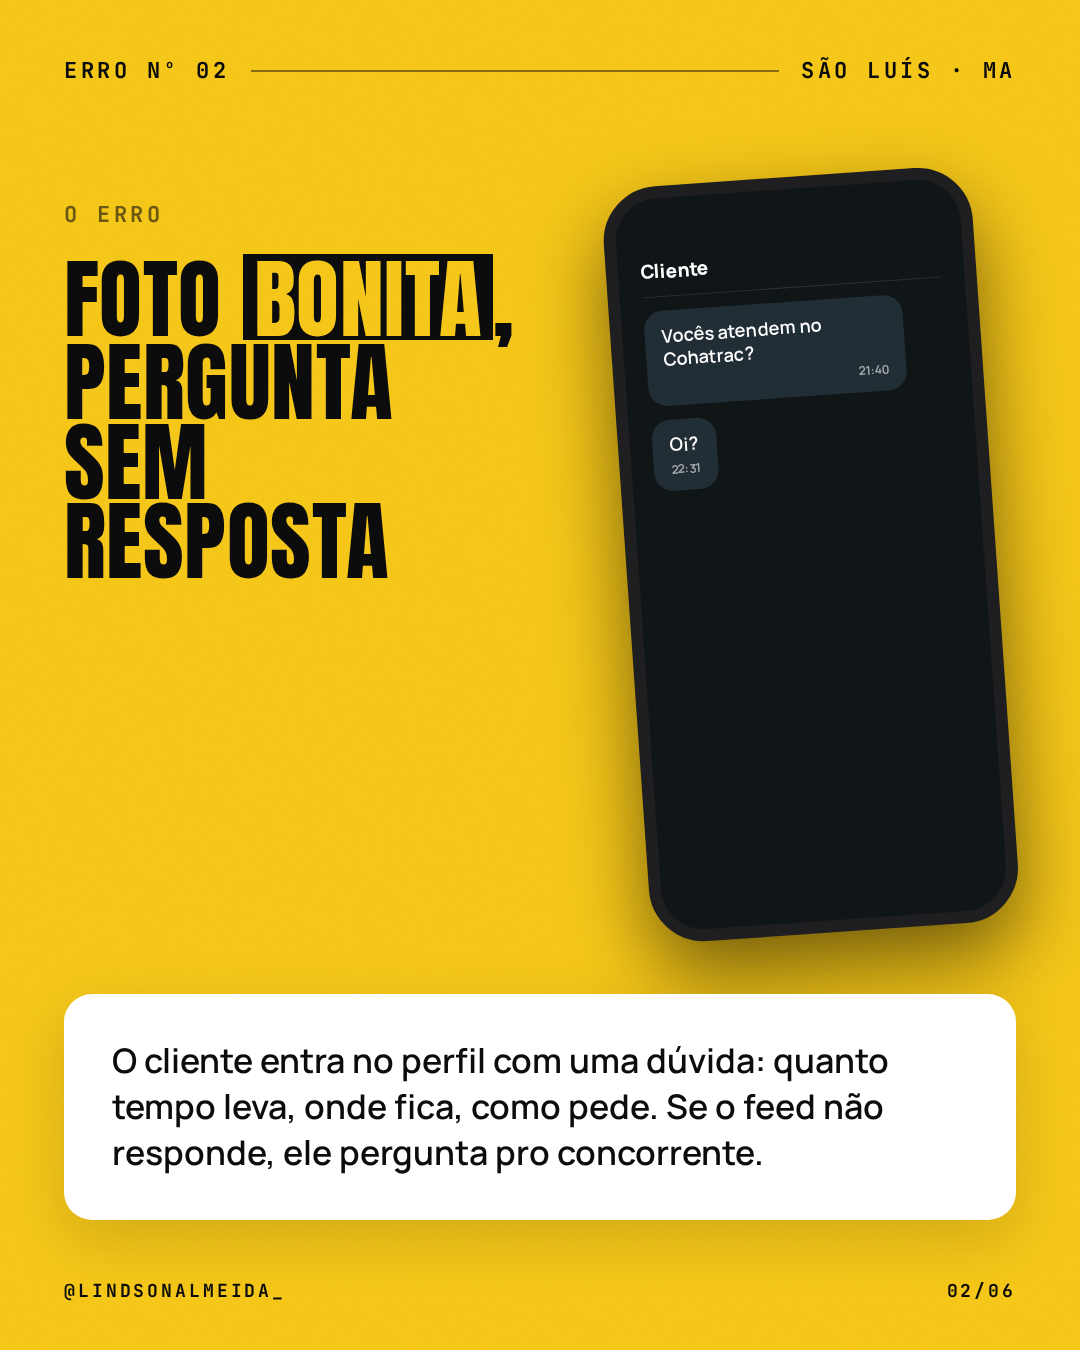 ERRO N° 02
SÃO LUÍS · MA
O ERRO
FOTO BONITA,
PERGUNTA
SEM
RESPOSTA
Cliente
Vocês atendem no
Cohatrac?
21:40
Oi?
22:31
O cliente entra no perfil com uma dúvida: quanto
tempo leva, onde fica, como pede. Se o feed não
responde, ele pergunta pro concorrente.
@LINDSONALMEIDA_
02/06